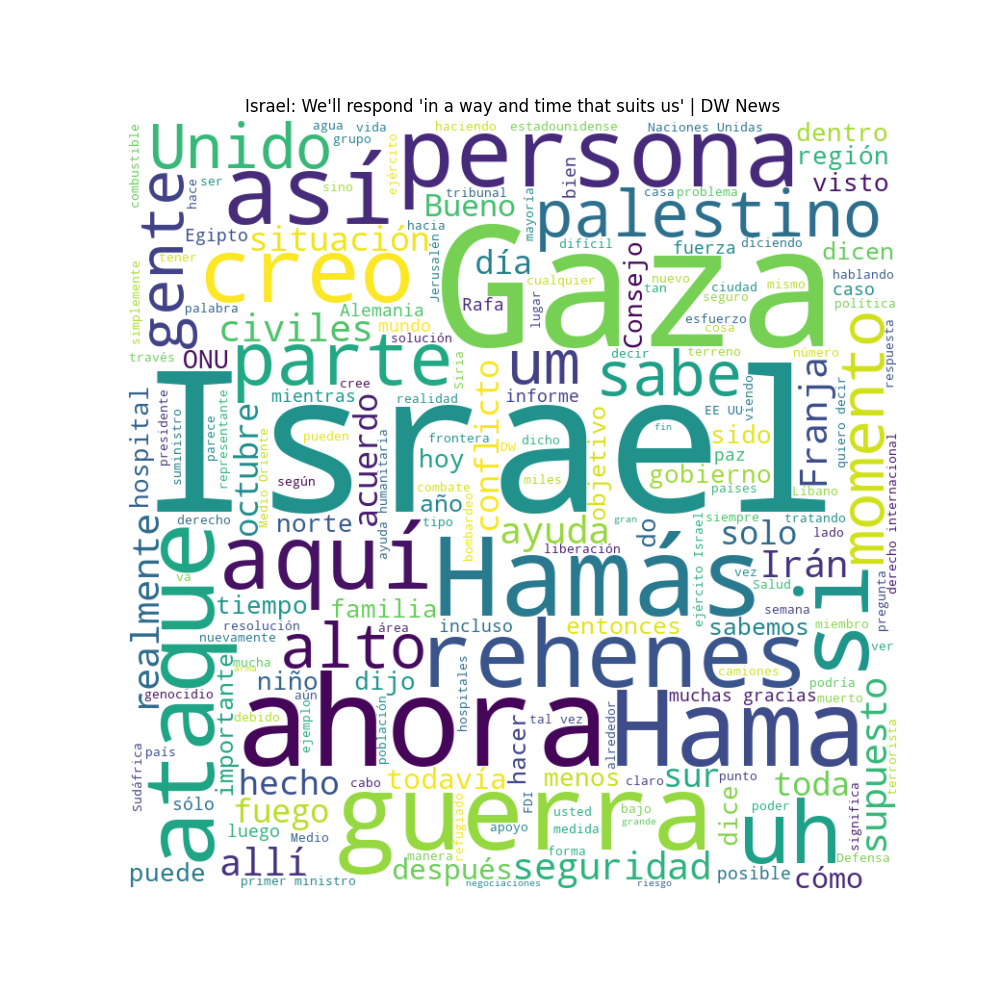 Israel: We'll respond 'in a way and time that suits us' | DW News
combustible
Unido
agua
vida
grupo
ejército
haciendo
estadounidense
Naciones Unidas
dentro
región
visto
gente
hace
ser
así
sino
persona
tribunal
Bueno
mayoría
bien
casa
problema
palestino
Egipto
situación
hacia
Jerusalén
difícil
fuerza
diciendo
dicen
tener
creo
Gaza
día
cualquier
Consejo
nuevo
tan
ciudad
mismo
hablando
caso
política
simplemente
palabra
civiles
Alemania
mundo
solución
Rafa
lugar
seguro
esfuerzo
cosa
momento
respuesta
través
ONU
parte
cree
Siria
um
decir
sabe
terreno
número
Franja
hospital
presidente
suministro
parece
representante
Israel
mientras
realidad
informe
EE UU
viendo
quiero decir
octubre
Medio Oriente
pueden
según
acuerdo
ayuda humanitaria
hoy
frontera
conflicto
DW
dicho
objetivo
fin
sido
paz
gobierno
países
Líbano
derecho internacional
combate
miles
año
tipo
bombardeo
derecho
norte
ayuda
gran
do
siempre
solo
tratando
lado
realmente
ataque
aquí
liberación
ejército Israel
Irán
va
Hamás
vez
Salud
si
pregunta
tiempo
familia
incluso
entonces
sabemos
semana
miembro
resolución
nuevamente
área
alto
rehenes
ver
mucha
arma
genocidio
importante
niño
aún
dijo
hospitales
camiones
podría
muchas gracias
muerto
supuesto
terrorista
debido
ejemplo
ahora
población
hacer
tal vez
alrededor
Hama
Sudáfrica
país
hecho
cabo
todavía
menos
claro
sur
punto
toda
sólo
fuego
guerra
refugiado
FDI
usted
bajo
grande
dice
poder
uh
significa
luego
Medio
apoyo
medida
allí
manera
forma
Defensa
puede
primer ministro
después
seguridad
negociaciones
riesgo
posible
cómo